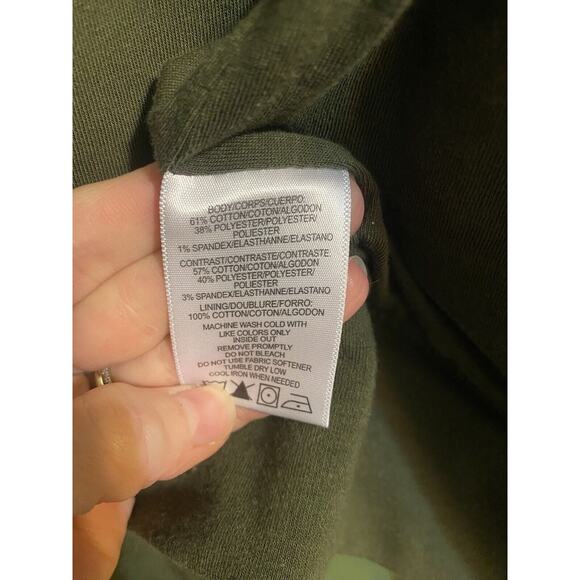 BODY/CORPS/CUERPO:
61% COTTON/COTON/ALGODON
38% POLYESTER/POLYESTER/
POLIESTER
1% SPANDEX/ELASTHANNE/ELASTANO
CONTRAST/CONTRASTE/CONTRASTE:
57% COTTON/COTON/ALGODON
40% POLYESTER/POLYESTER/
POLIESTER
3% SPANDEX/ELASTHANNE/ELASTANO
LINING/DOUBLURE/FORRO:
100% COTTON/COTON/ALGODON
MACHINE WASH COLD WITH
LIKE COLORS ONLY
INSIDE OUT
REMOVE PROMPTLY
DO NOT BLEACH
DO NOT USE FABRIC SOFTENER
TUMBLE DRY LOW
COOL IRON WHEN NEEDED